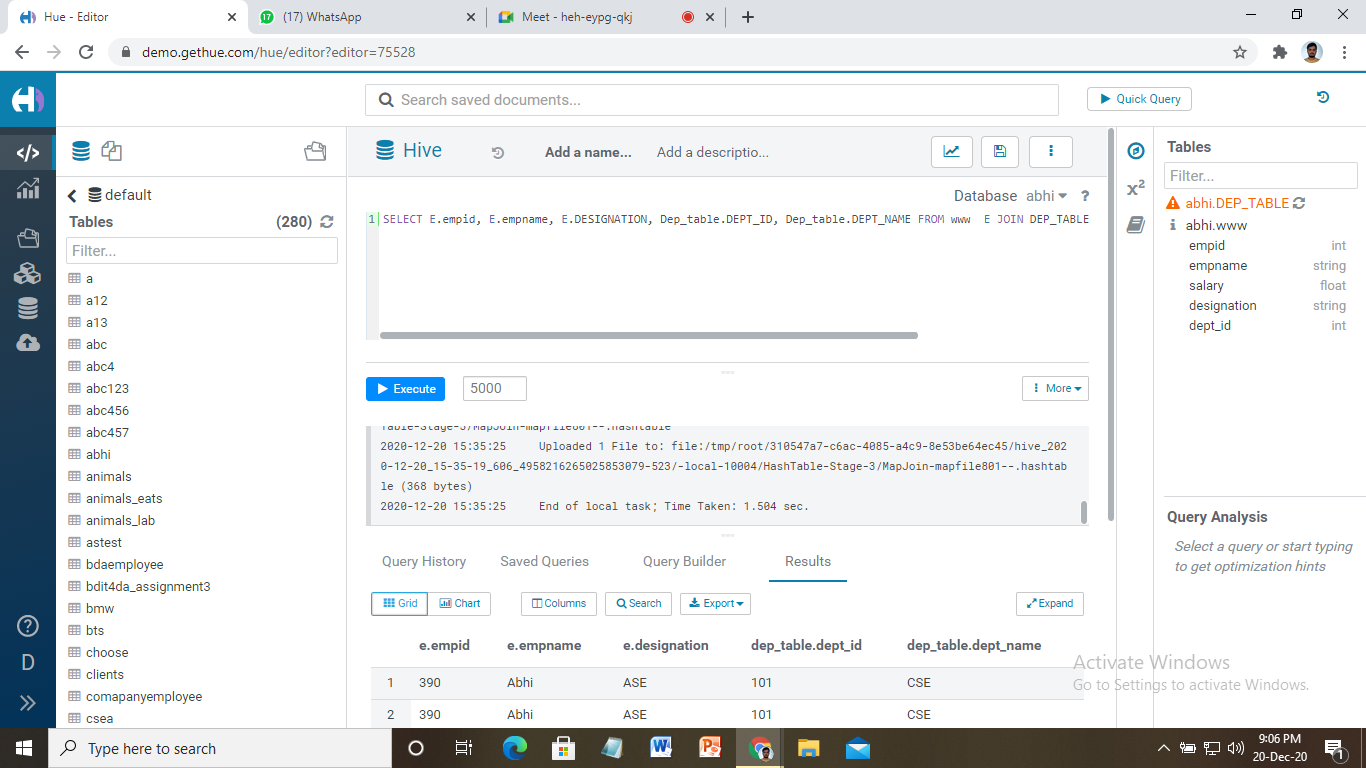 Hue - Editor
17
(17) WhatsApp
Meet - heh-eypg-qkj
demo.gethue.com/hue/editor?editor=75528
Search saved documents...
Quick Query
Hive
Add a name...
Add a descriptio...
Tables
Filter...
default
Database abhi
?
x²
Tables (280)
Filter...
1 SELECT E.empid, E.empname, E.DESIGNATION, Dep_table.DEPT_ID, Dep_table.DEPT_NAME FROM www  E JOIN DEP_TABLE
abhi.DEP_TABLE
abhi.www
empid int
empname string
salary float
designation string
dept_id int
a
a12
a13
abc
abc4
abc123
abc456
abc457
abhi
animals
animals_eats
animals_lab
astest
bdaemployee
bdit4da_assignment3
bmw
bts
choose
clients
comapanyemployee
csea
Execute
5000
More
Table-Stage-3/MapJoin-mapfile801--.hashtable
2020-12-20 15:35:25 Uploaded 1 File to: file:/tmp/root/310547a7-c6ac-4085-a4c9-8e53be64ec45/hive_202
0-12-20_15-35-19_606_4958216265025853079-523/-local-10004/HashTable-Stage-3/MapJoin-mapfile801--.hashtab
le (368 bytes)
2020-12-20 15:35:25 End of local task; Time Taken: 1.504 sec.
Query Analysis
Select a query or start typing
to get optimization hints
Query History
Saved Queries
Query Builder
Results
Grid
Chart
Columns
Search
Export
Expand
e.empid e.empname e.designation dep_table.dept_id dep_table.dept_name
1 390 Abhi ASE 101 CSE
2 390 Abhi ASE 101 CSE
?
D
Activate Windows
Go to Settings to activate Windows.
Type here to search
9:06 PM
20-Dec-20
1